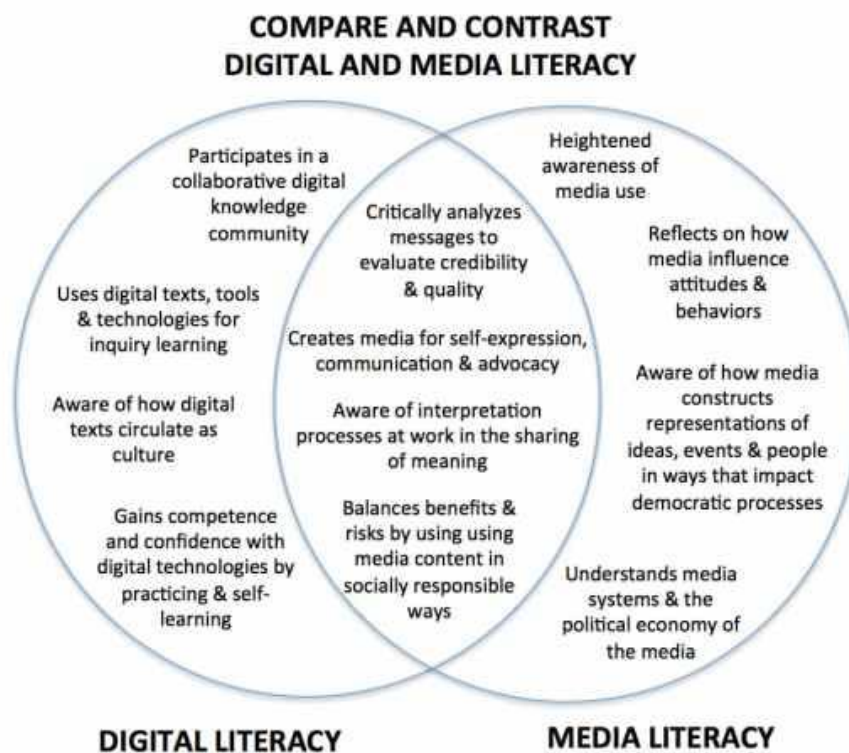 COMPARE AND CONTRAST
DIGITAL AND MEDIA LITERACY
Participates in a
collaborative digital
knowledge
community
Uses digital texts, tools
& technologies for
inquiry learning
Aware of how digital
texts circulate as
culture
Gains competence
and confidence with
digital technologies by
practicing & self-
learning
Critically analyzes
messages to
evaluate credibility
& quality
Creates media for self-expression,
communication & advocacy
Aware of interpretation
processes at work in the sharing
of meaning
Balances benefits &
risks by using using
media content in
socially responsible
ways
Heightened
awareness of
media use
Reflects on how
media influence
attitudes &
behaviors
Aware of how media
constructs
representations of
ideas, events & people
in ways that impact
democratic processes
Understands media
systems & the
political economy of
the media
DIGITAL LITERACY
MEDIA LITERACY